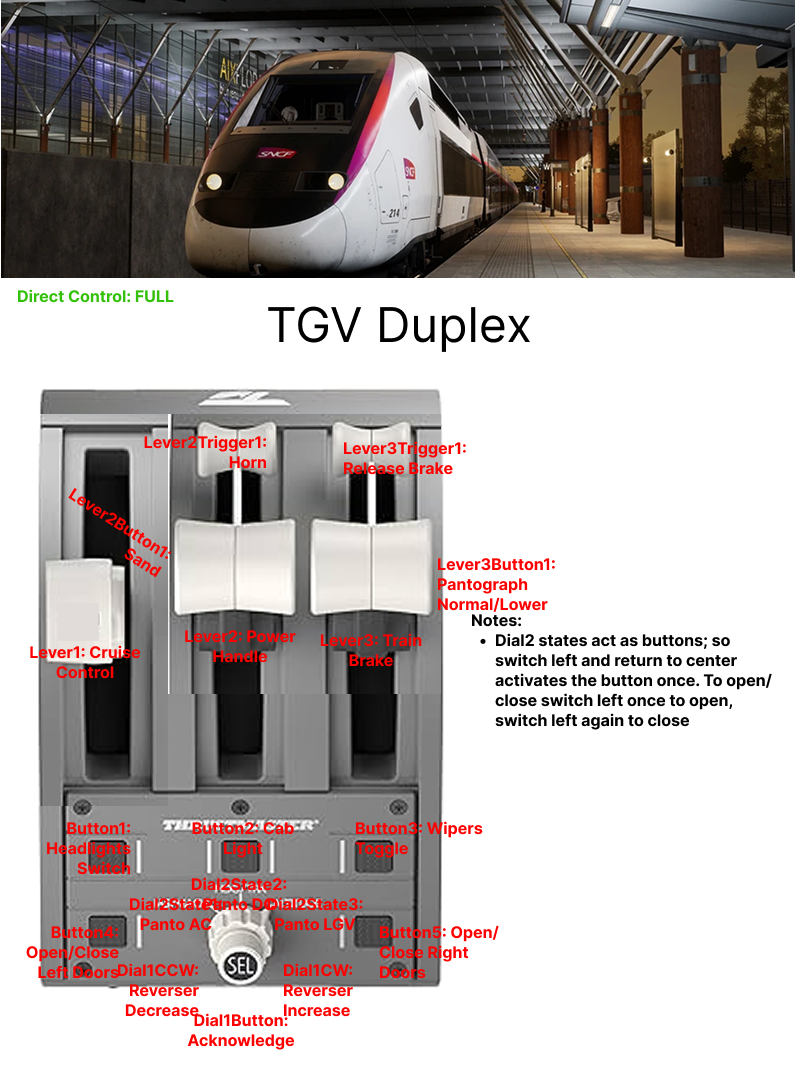 SNCF
SNCF
214
Direct Control: FULL
TGV Duplex
Lever2Trigger1:
Horn
Lever3Trigger1:
Release Brake
Lever2Button1:
Sand
Lever3Button1:
Pantograph
Normal/Lower
Notes:
• Dial2 states act as buttons; so
switch left and return to center
activates the button once. To open/
close switch left once to open,
switch left again to close
Lever1: Cruise
Control
Lever2: Power
Handle
Lever3: Train
Brake
THRUSTMASTER
Button1:
Headlights
Switch
Button2: Cab
Light
Button3: Wipers
Toggle
Dial2State2:
Panto DC
Dial2State1:
Panto AC
Dial2State3:
Panto LGV
Button4:
Open/Close
Left Doors
Button5: Open/
Close Right
Doors
SEL
Dial1CCW:
Reverser
Decrease
Dial1CW:
Reverser
Increase
Dial1Button:
Acknowledge